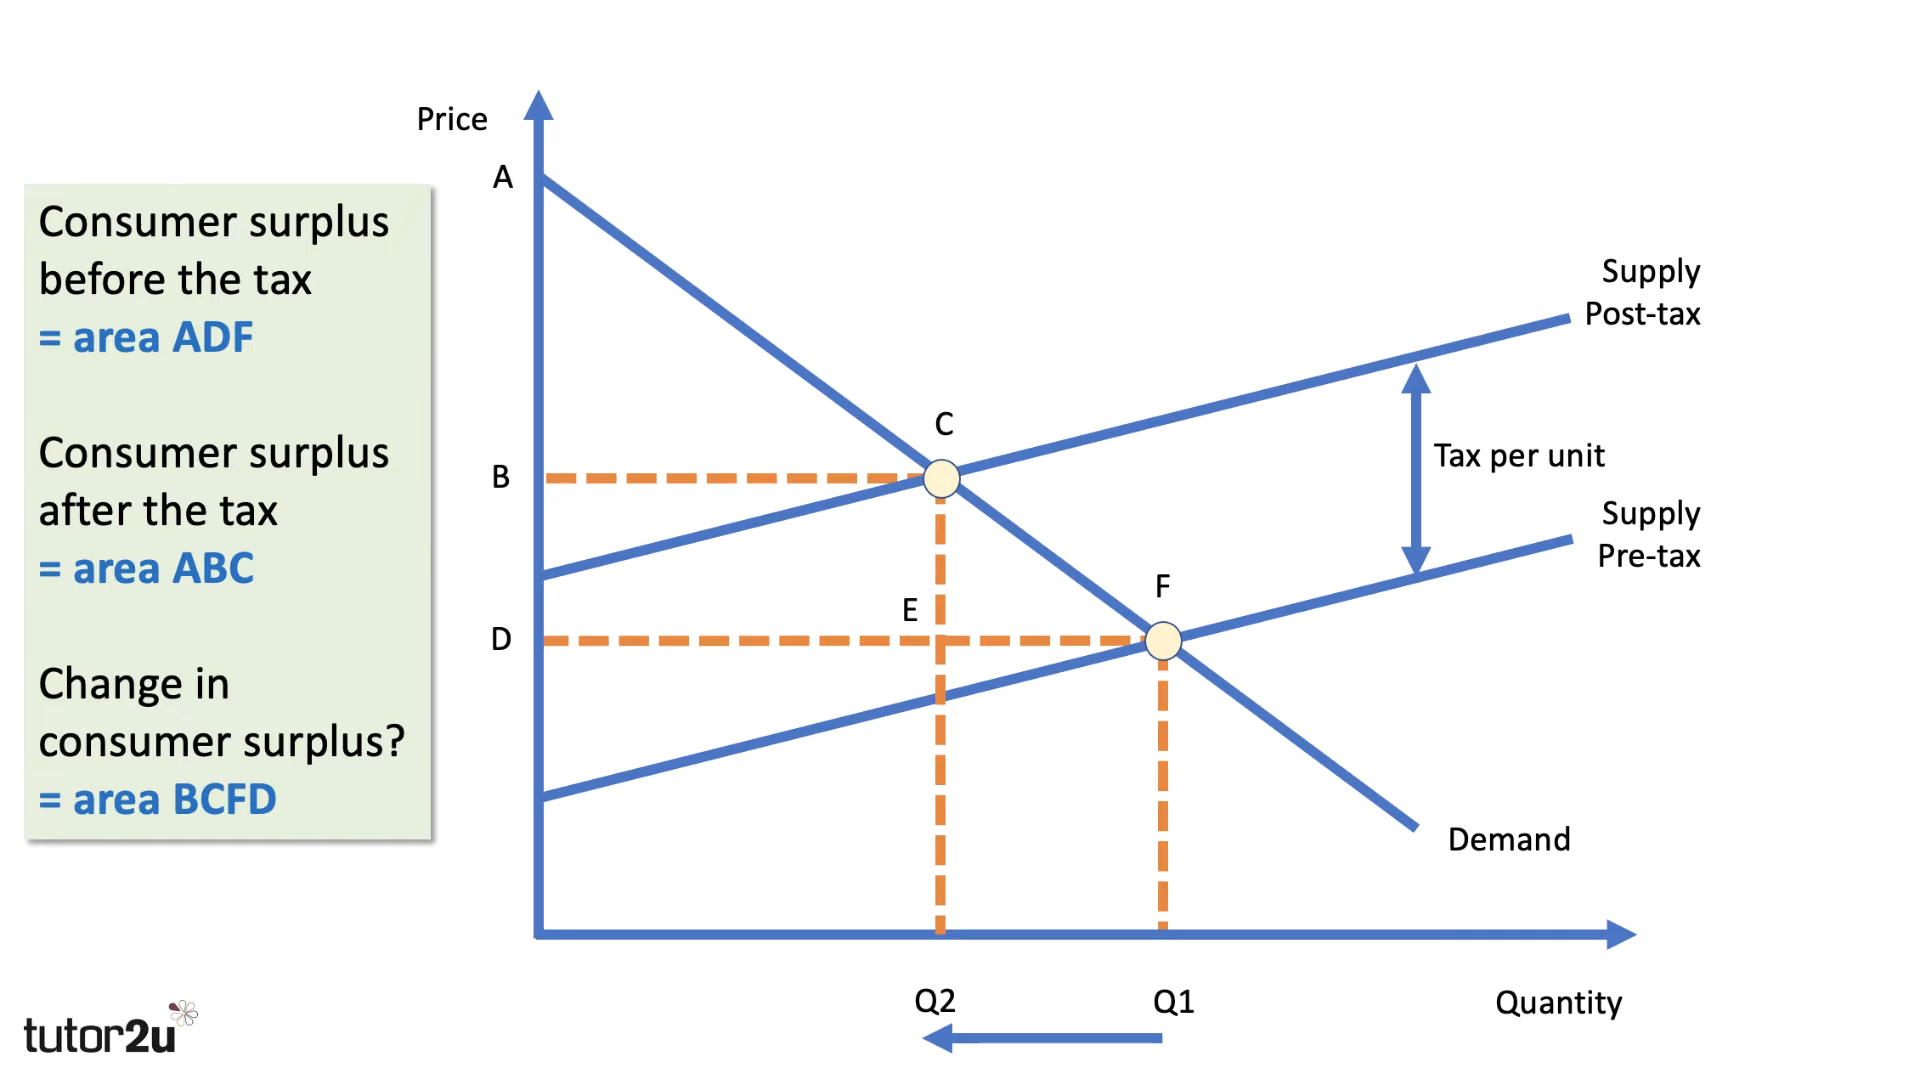 Price
A
Consumer surplus
before the tax
= area ADF
Consumer surplus
after the tax
= area ABC
Change in
consumer surplus?
= area BCFD
Supply
Post-tax
C
B
Tax per unit
Supply
Pre-tax
F
E
D
Demand
Q2
Q1
Quantity
tutor2u